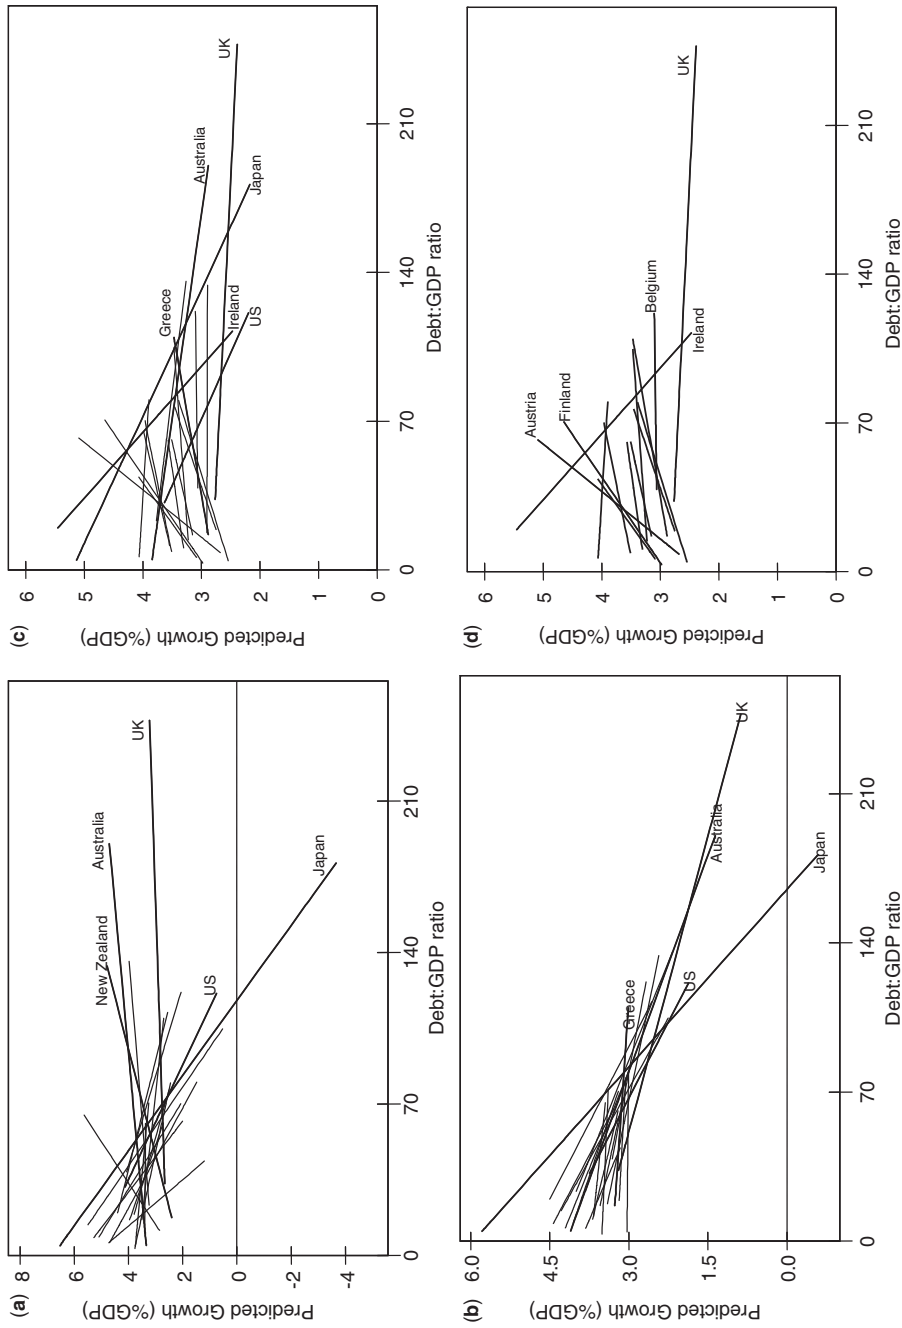 (a)
Predicted Growth (%GDP)
8
6
4
2
0
-2
-4
New Zealand
Australia
UK
US
Japan
0
70
140
210
Debt:GDP ratio
(b)
Predicted Growth (%GDP)
6.0
4.5
3.0
1.5
0.0
Greece
US
Australia
UK
Japan
0
70
140
210
Debt:GDP ratio
(c)
Predicted Growth (%GDP)
6
5
4
3
2
1
0
Greece
Ireland
US
Australia
Japan
UK
0
70
140
210
Debt:GDP ratio
(d)
Predicted Growth (%GDP)
6
5
4
3
2
1
0
Austria
Finland
Belgium
Ireland
UK
0
70
140
210
Debt:GDP ratio